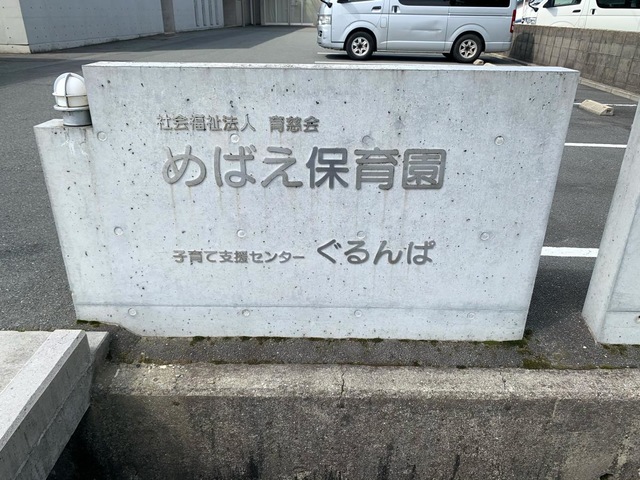 社会福祉法人 育慈会
めばえ保育園
子育て支援センター ぐるんぱ